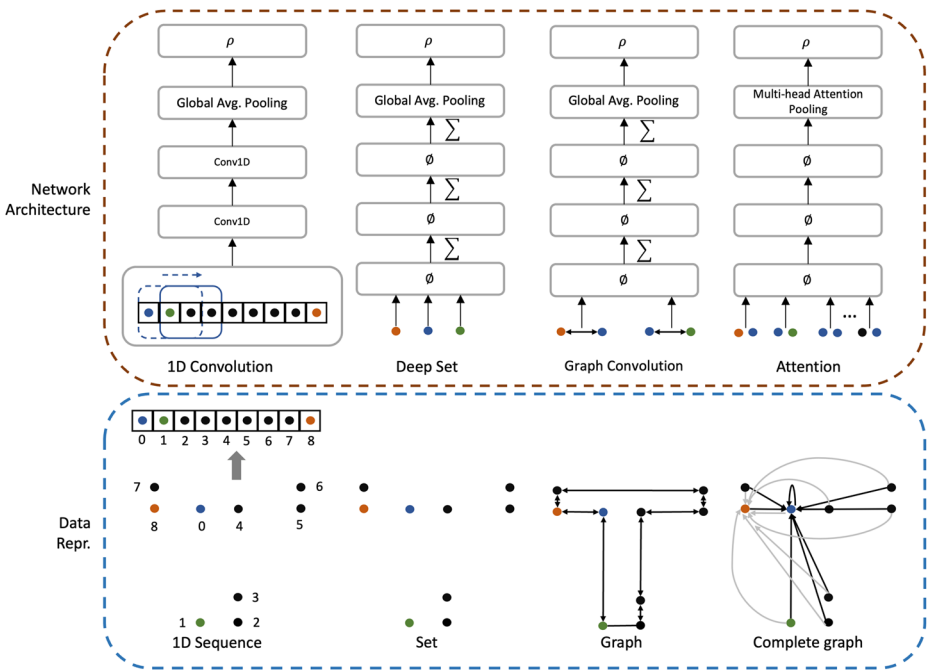 ρ
ρ
ρ
ρ
Global Avg. Pooling
Global Avg. Pooling
Global Avg. Pooling
Multi-head Attention
Pooling
∑
∑
Conv1D
∅
∅
∅
Network
Architecture
∑
∑
Conv1D
∅
∅
∅
∑
∑
∅
∅
∅
...
1D Convolution
Deep Set
Graph Convolution
Attention
0 1 2 3 4 5 6 7 8
7
6
8 0 4 5
Data
Repr.
3
1
2
1D Sequence
Set
Graph
Complete graph